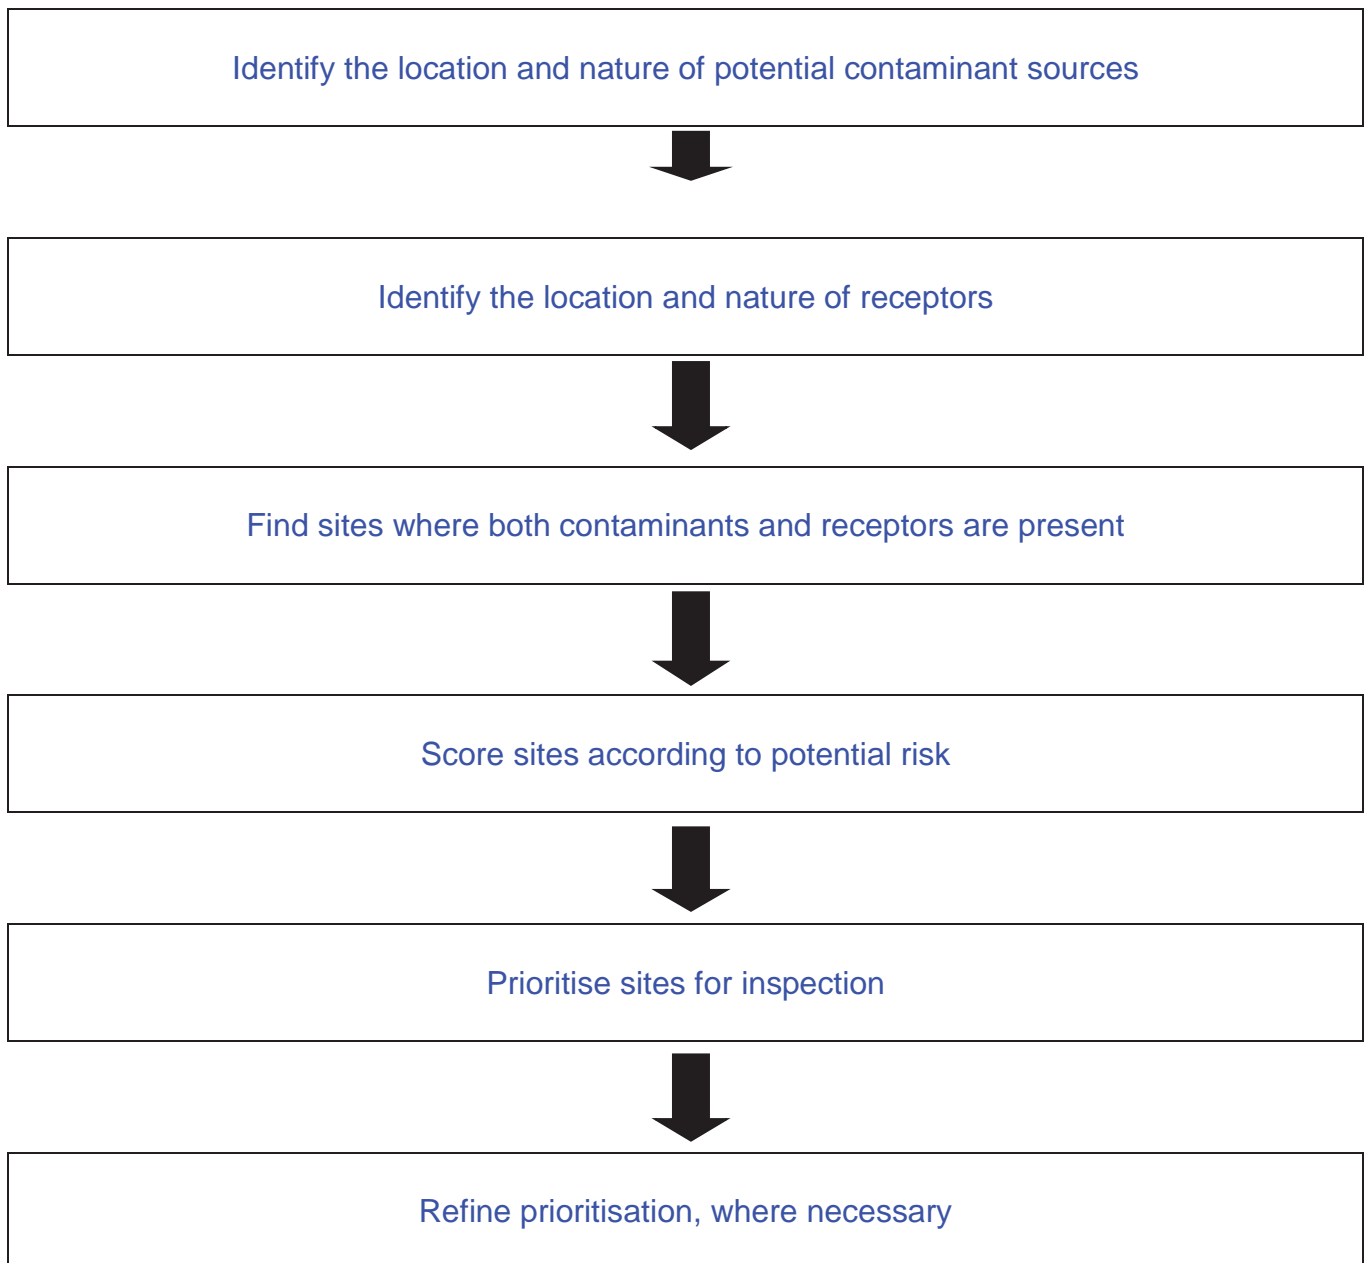 Identify the location and nature of potential contaminant sources
Identify the location and nature of receptors
Find sites where both contaminants and receptors are present
Score sites according to potential risk
Prioritise sites for inspection
Refine prioritisation, where necessary